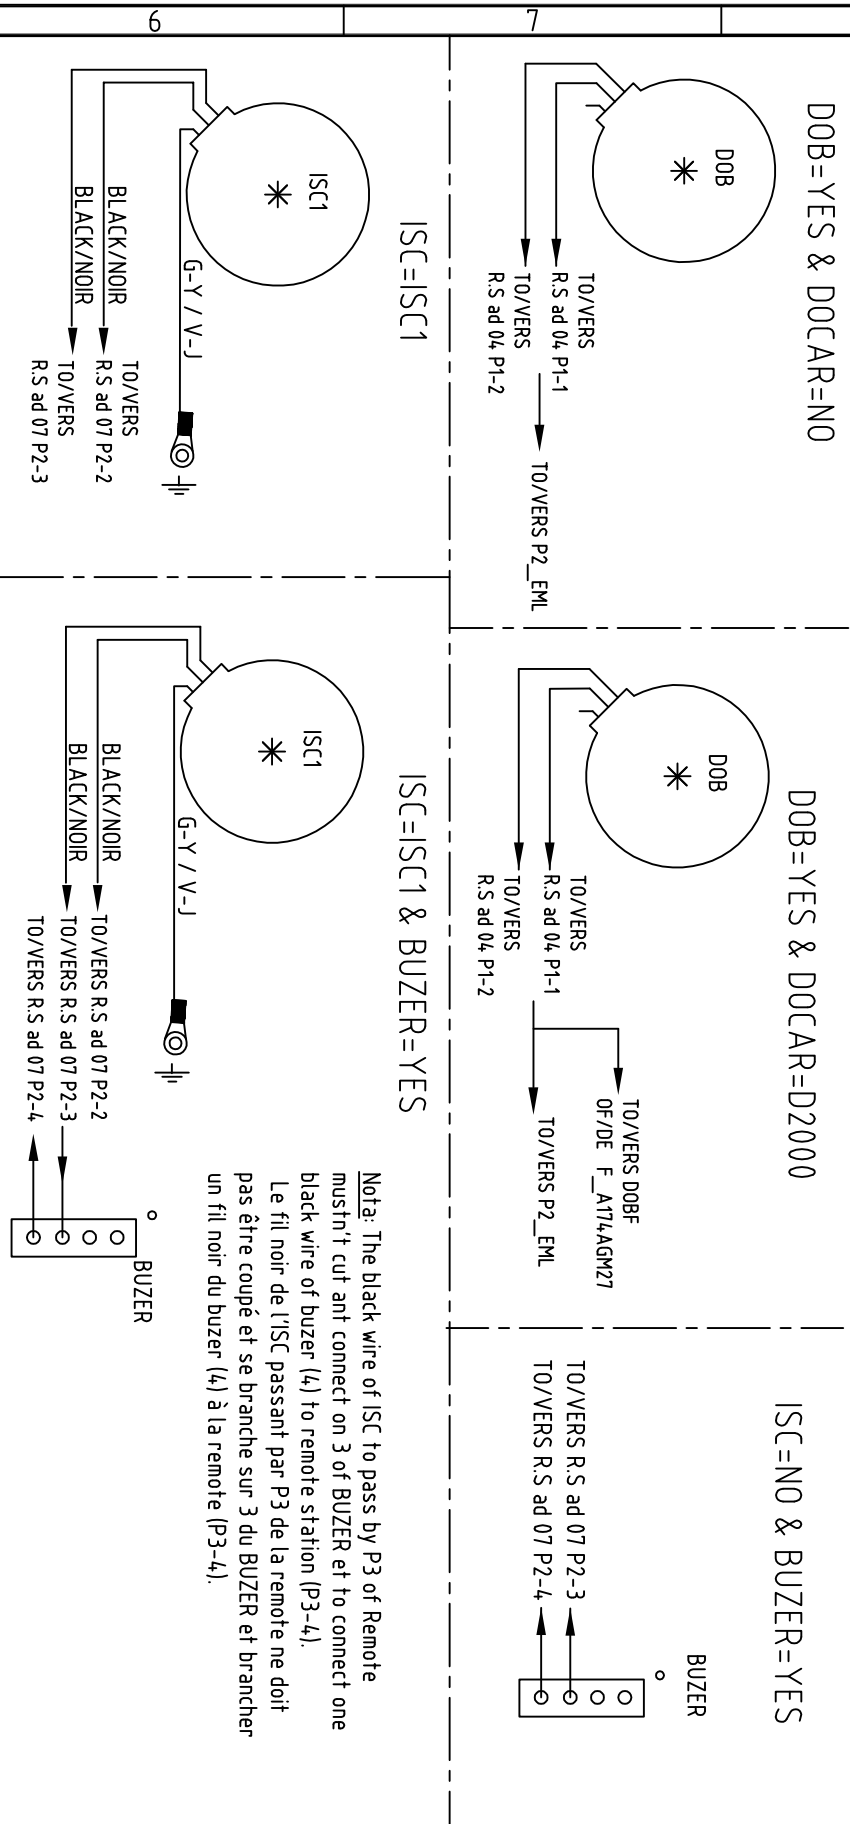 6
7
DOB=YES & DOCAR=NO
DOB
TO/VERS
R.S ad 04 P1-1
TO/VERS
R.S ad 04 P1-2
TO/VERS P2_EML
DOB=YES & DOCAR=D2000
DOB
TO/VERS
R.S ad 04 P1-1
TO/VERS
R.S ad 04 P1-2
TO/VERS DOBF
OF/DE F_A174AGM27
TO/VERS P2_EML
ISC=NO & BUZER=YES
BUZER
TO/VERS R.S ad 07 P2-3
TO/VERS R.S ad 07 P2-4
ISC=ISC1
ISC1
G-Y / V-J
BLACK/NOIR
BLACK/NOIR
TO/VERS
R.S ad 07 P2-2
TO/VERS
R.S ad 07 P2-3
ISC=ISC1 & BUZER=YES
ISC1
G-Y / V-J
BLACK/NOIR
BLACK/NOIR
TO/VERS R.S ad 07 P2-2
TO/VERS R.S ad 07 P2-3
TO/VERS R.S ad 07 P2-4
BUZER
Nota: The black wire of ISC to pass by P3 of Remote
mustn't cut ant connect on 3 of BUZER et to connect one
black wire of buzer (4) to remote station (P3-4).
Le fil noir de l'ISC passant par P3 de la remote ne doit
pas être coupé et se branche sur 3 du BUZER et brancher
un fil noir du buzer (4) à la remote (P3-4).